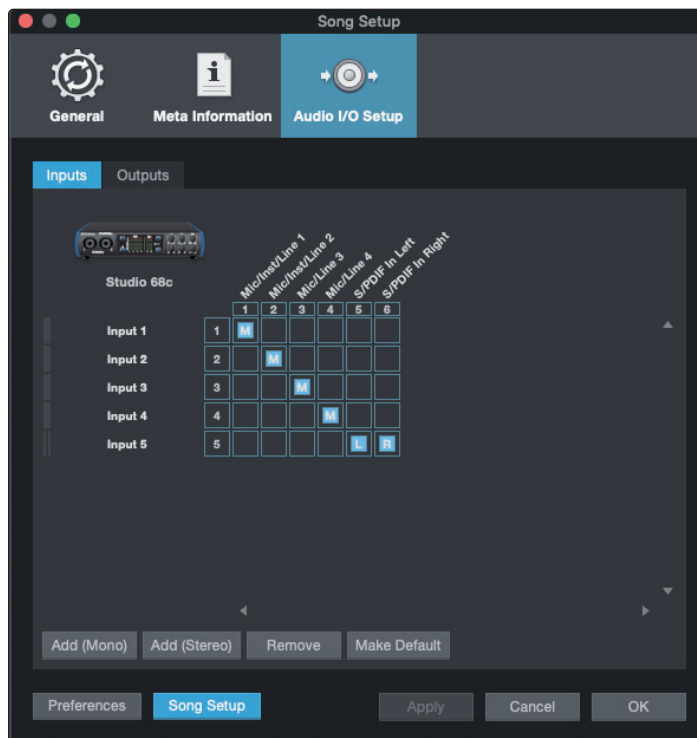 Song Setup
General
Meta Information
Audio I/O Setup
Inputs
Outputs
Studio 68c
Mic/Inst/Line 1
Mic/Inst/Line 2
Mic/Line 3
Mic/Line 4
S/PDIF In Left
S/PDIF In Right
1 2 3 4 5 6
Input 1 1 M
Input 2 2 M
Input 3 3 M
Input 4 4 M
Input 5 5 L R
Add (Mono)
Add (Stereo)
Remove
Make Default
Preferences
Song Setup
Apply
Cancel
OK